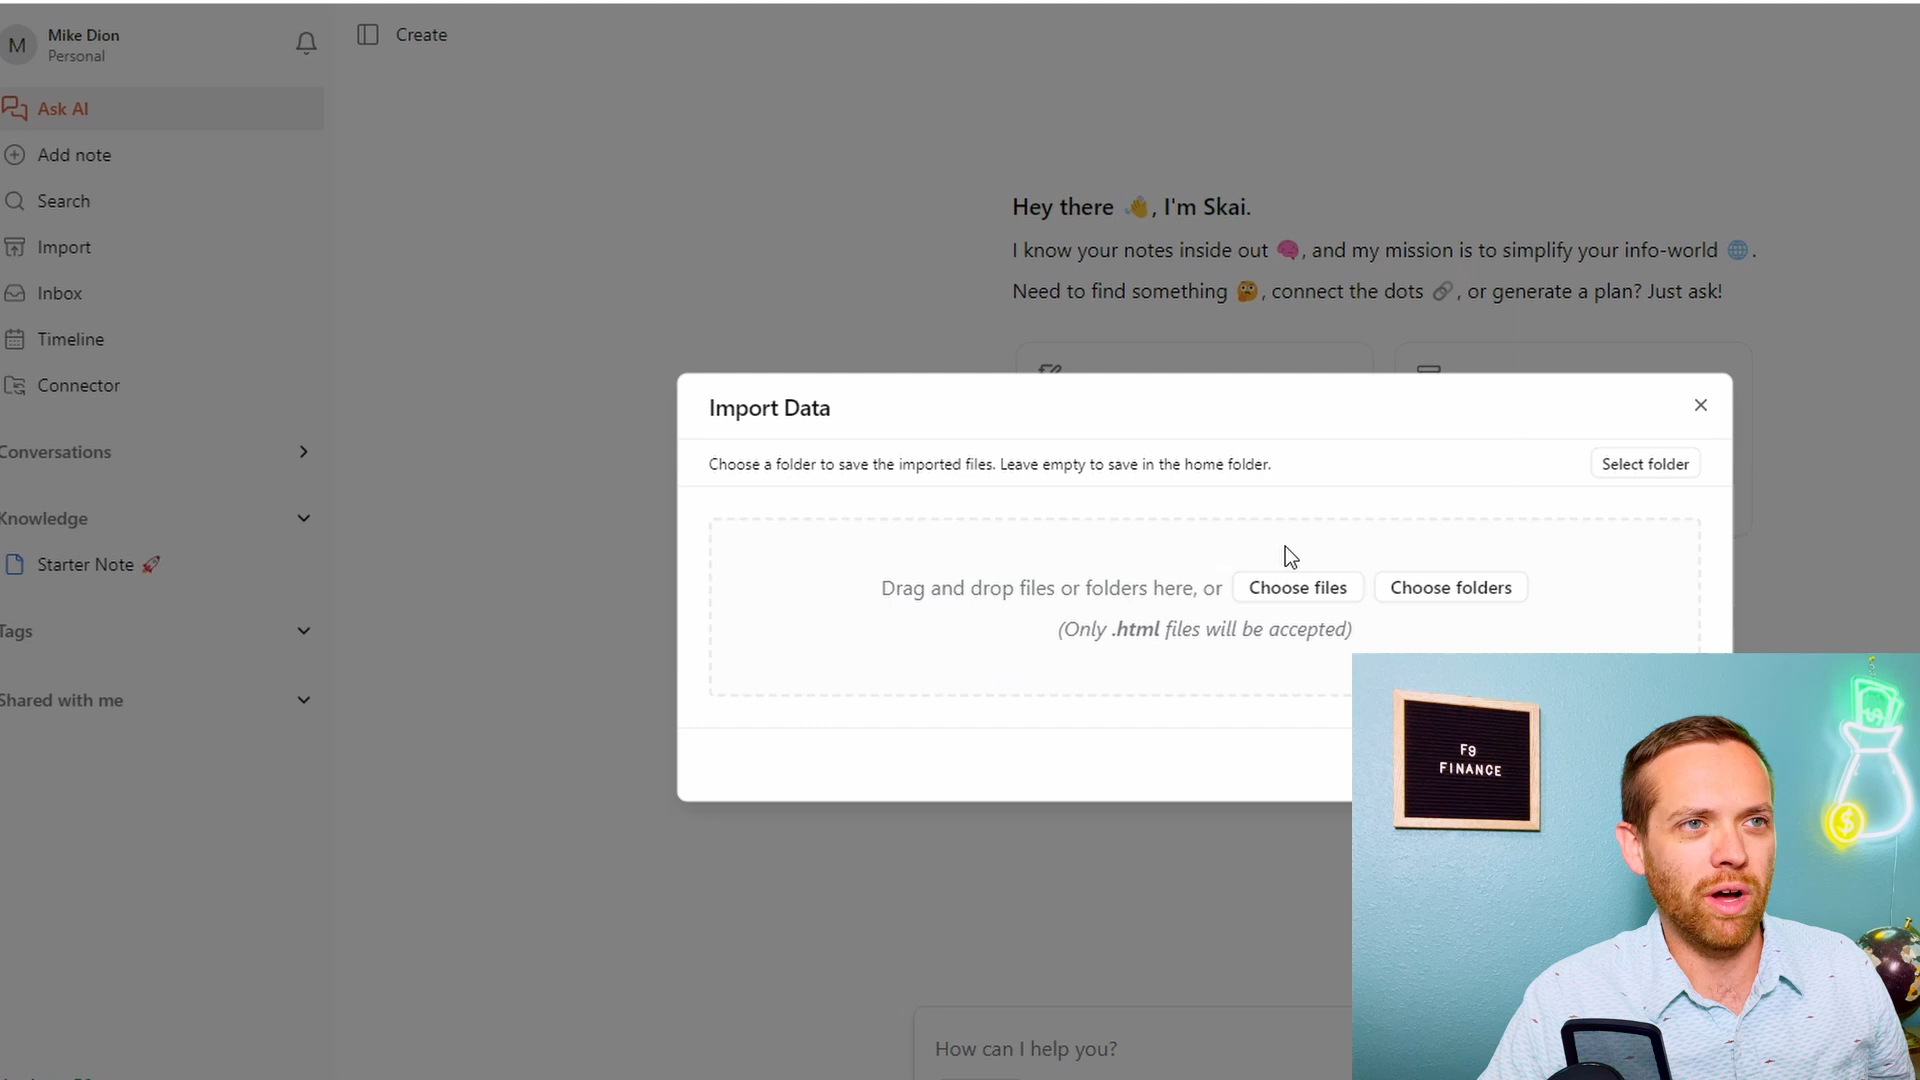 M
Mike Dion
Personal
Create
Ask AI
Add note
Search
Import
Inbox
Timeline
Connector
Conversations
Knowledge
Starter Note 🚀
Tags
Shared with me
Hey there 👋, I'm Skai.
I know your notes inside out 🧠, and my mission is to simplify your info-world 🌐.
Need to find something 🤔, connect the dots 🔗, or generate a plan? Just ask!
Import Data
Choose a folder to save the imported files. Leave empty to save in the home folder.
Select folder
Drag and drop files or folders here, or Choose files Choose folders
(Only .html files will be accepted)
How can I help you?
F9
FINANCE
$